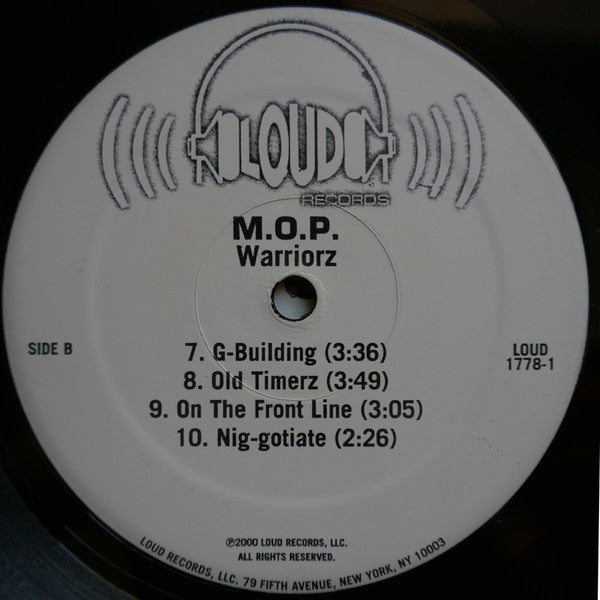 LOUD
RECORDS
M.O.P.
Warriorz
SIDE B
LOUD
1778-1
7. G-Building (3:36)
8. Old Timerz (3:49)
9. On The Front Line (3:05)
10. Nig-gotiate (2:26)
℗2000 LOUD RECORDS, LLC.
ALL RIGHTS RESERVED.
LOUD RECORDS, LLC. 79 FIFTH AVENUE, NEW YORK, NY 10003